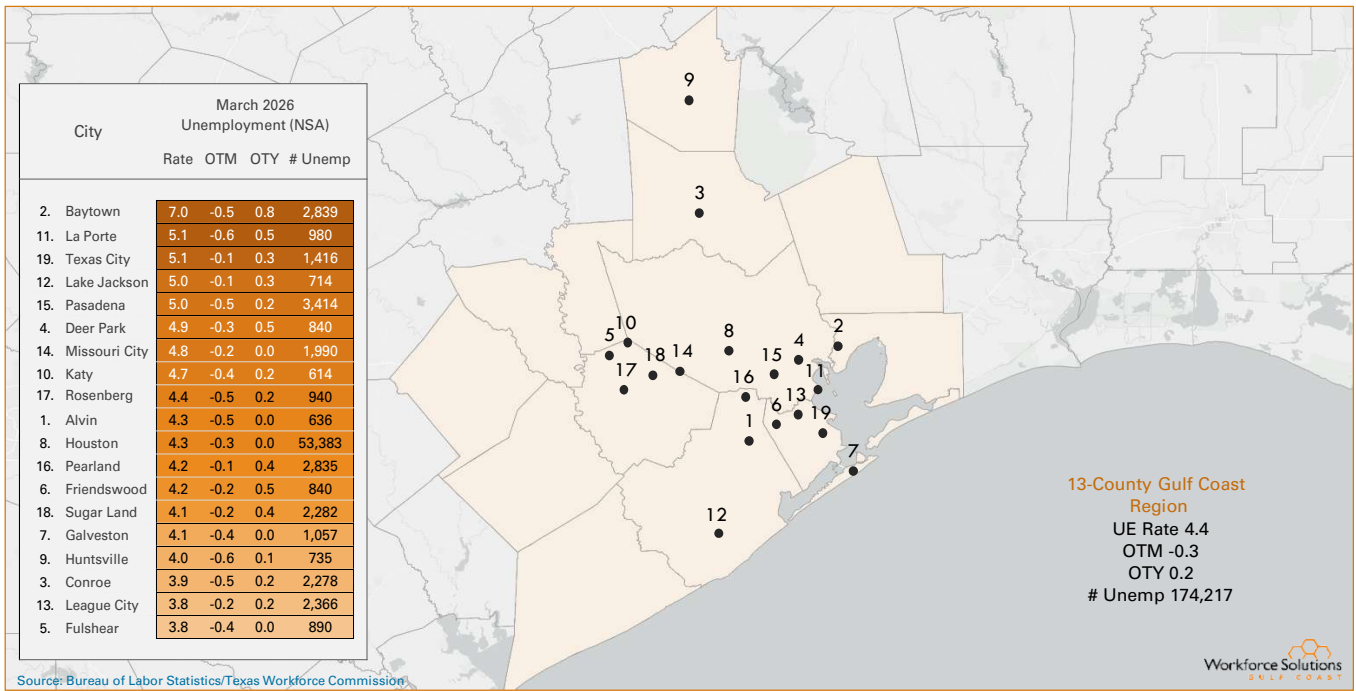 City
March 2026
Unemployment (NSA)
Rate OTM OTY # Unemp
2. Baytown 7.0 -0.5 0.8 2,839
11. La Porte 5.1 -0.6 0.5 980
19. Texas City 5.1 -0.1 0.3 1,416
12. Lake Jackson 5.0 -0.1 0.3 714
15. Pasadena 5.0 -0.5 0.2 3,414
4. Deer Park 4.9 -0.3 0.5 840
14. Missouri City 4.8 -0.2 0.0 1,990
10. Katy 4.7 -0.4 0.2 614
17. Rosenberg 4.4 -0.5 0.2 940
1. Alvin 4.3 -0.5 0.0 636
8. Houston 4.3 -0.3 0.0 53,383
16. Pearland 4.2 -0.1 0.4 2,835
6. Friendswood 4.2 -0.2 0.5 840
18. Sugar Land 4.1 -0.2 0.4 2,282
7. Galveston 4.1 -0.4 0.0 1,057
9. Huntsville 4.0 -0.6 0.1 735
3. Conroe 3.9 -0.5 0.2 2,278
13. League City 3.8 -0.2 0.2 2,366
5. Fulshear 3.8 -0.4 0.0 890
9
3
10
5
8
2
4
18
14
15
17
11
16
13
6
19
1
7
12
13-County Gulf Coast
Region
UE Rate 4.4
OTM -0.3
OTY 0.2
# Unemp 174,217
Workforce Solutions
GULF COAST
Source: Bureau of Labor Statistics/Texas Workforce Commission